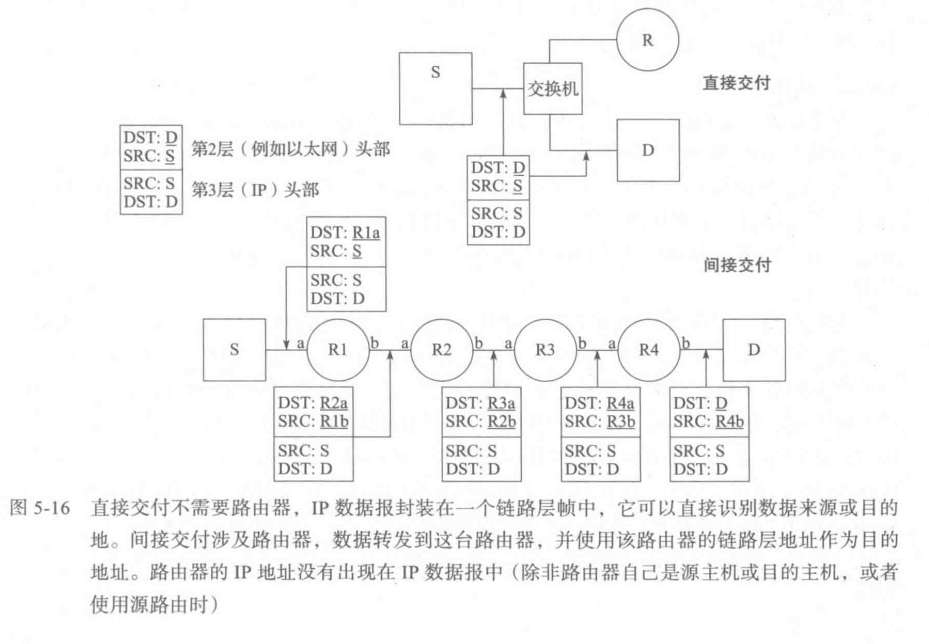 R
S
交换机
直接交付
D
DST: D
SRC: S
第2层（例如以太网）头部
SRC: S
DST: D
第3层（IP）头部
DST: D
SRC: S
SRC: S
DST: D
间接交付
DST: R1a
SRC: S
SRC: S
DST: D
S
a
R1
b
a
R2
b
a
R3
b
a
R4
b
D
DST: R2a
SRC: R1b
SRC: S
DST: D
DST: R3a
SRC: R2b
SRC: S
DST: D
DST: R4a
SRC: R3b
SRC: S
DST: D
DST: D
SRC: R4b
SRC: S
DST: D
图 5-16 直接交付不需要路由器，IP 数据报封装在一个链路层帧中，它可以直接识别数据来源或目的
地。间接交付涉及路由器，数据转发到这台路由器，并使用该路由器的链路层地址作为目的
地址。路由器的 IP 地址没有出现在 IP 数据报中（除非路由器自己是源主机或目的主机，或者
使用源路由时）